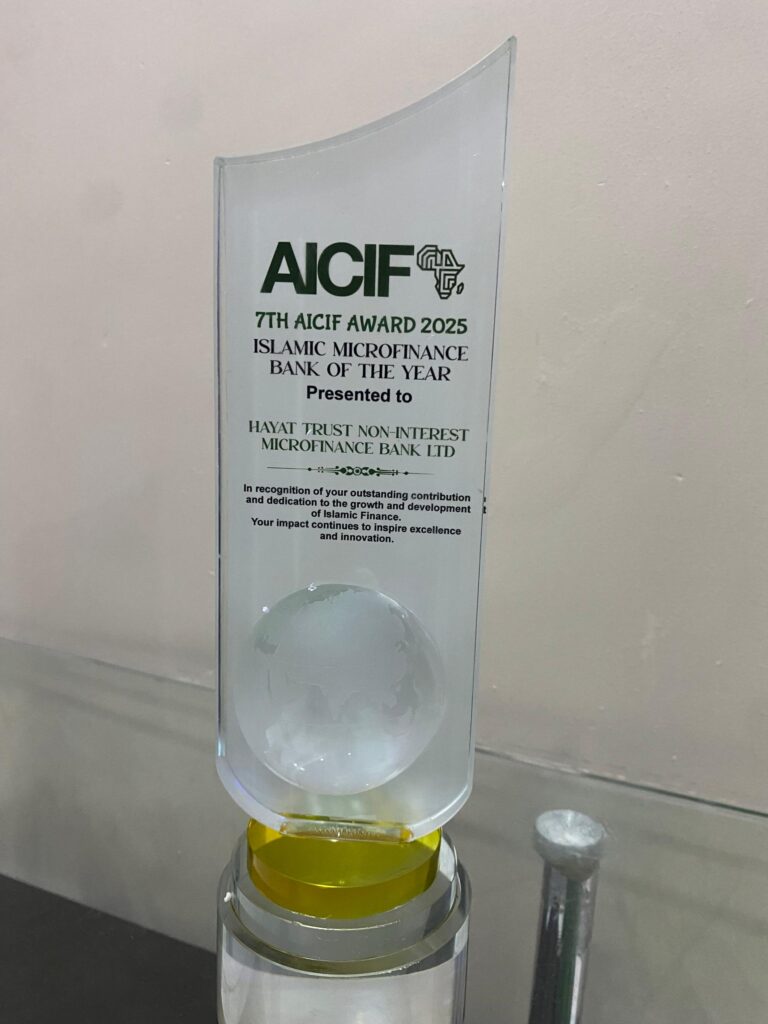 AICIF
7TH AICIF AWARD 2025
ISLAMIC MICROFINANCE
BANK OF THE YEAR
Presented to
HAYAT TRUST NON-INTEREST
MICROFINANCE BANK LTD
In recognition of your outstanding contribution
and dedication to the growth and development
of Islamic Finance.
Your impact continues to inspire excellence
and innovation.